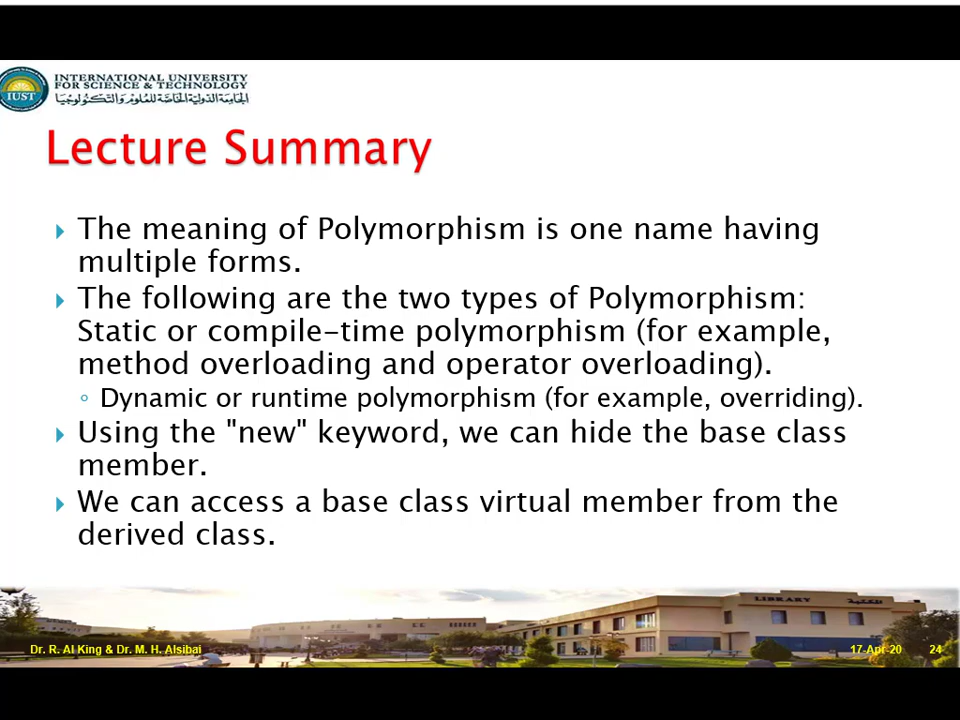 INTERNATIONAL UNIVERSITY
FOR SCIENCE & TECHNOLOGY
الجامعة الدولية الخاصة للعلوم والتكنولوجيا
IUST
Lecture Summary
The meaning of Polymorphism is one name having
multiple forms.
The following are the two types of Polymorphism:
Static or compile-time polymorphism (for example,
method overloading and operator overloading).
Dynamic or runtime polymorphism (for example, overriding).
Using the "new" keyword, we can hide the base class
member.
We can access a base class virtual member from the
derived class.
LIBRARY المكتبة
Dr. R. Al King & Dr. M. H. Alsibai 17-Apr-20 24